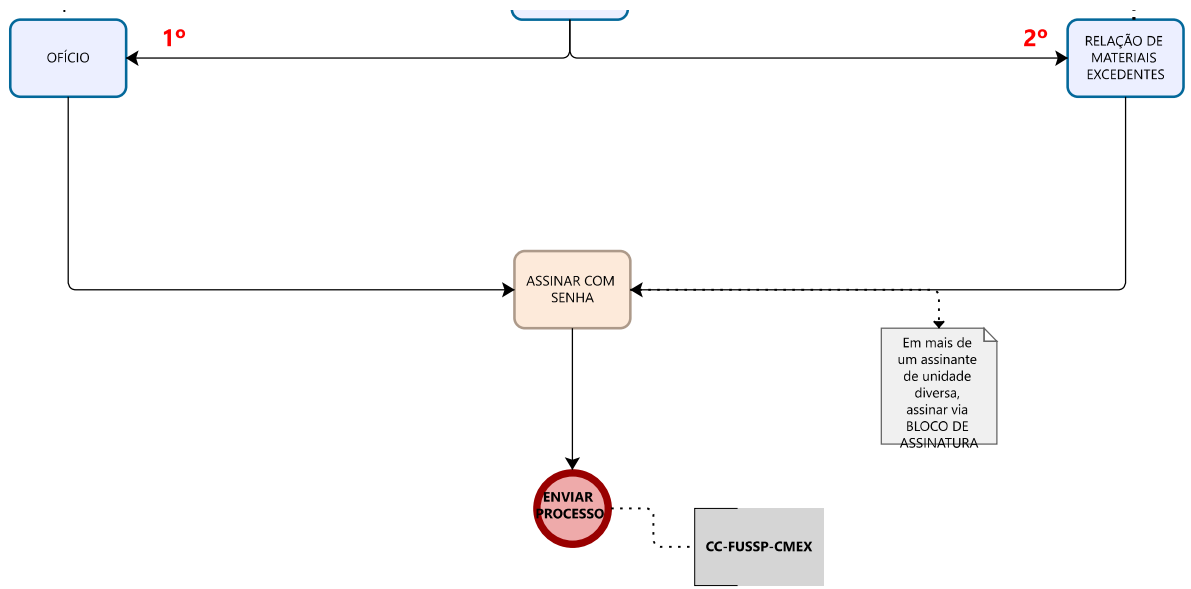 1º
2º
OFÍCIO
RELAÇÃO DE
MATERIAIS
EXCEDENTES
ASSINAR COM
SENHA
Em mais de
um assinante
de unidade
diversa,
assinar via
BLOCO DE
ASSINATURA
ENVIAR
PROCESSO
CC-FUSSP-CMEX